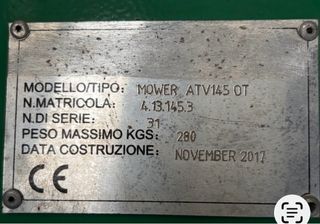 MODELLO/TIPO: MOWER ATV145 OT
N.MATRICOLA: 4.13.145.3
N.DI SERIE: 31
PESO MASSIMO KGS: 280
DATA COSTRUZIONE: NOVEMBER 2017
CE